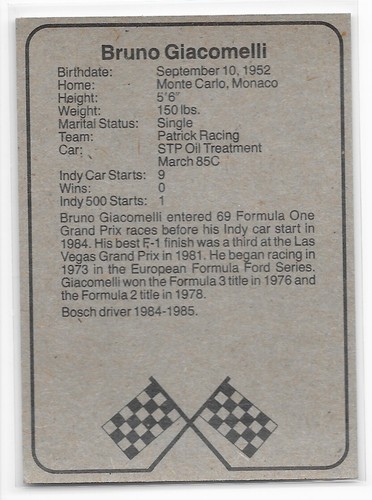 Bruno Giacomelli
Birthdate: September 10, 1952
Home: Monte Carlo, Monaco
Height: 5'6"
Weight: 150 lbs.
Marital Status: Single
Team: Patrick Racing
Car: STP Oil Treatment
March 85C
Indy Car Starts: 9
Wins: 0
Indy 500 Starts: 1
Bruno Giacomelli entered 69 Formula One
Grand Prix races before his Indy car start in
1984. His best F-1 finish was a third at the Las
Vegas Grand Prix in 1981. He began racing in
1973 in the European Formula Ford Series.
Giacomelli won the Formula 3 title in 1976 and
the Formula 2 title in 1978.
Bosch driver 1984-1985.